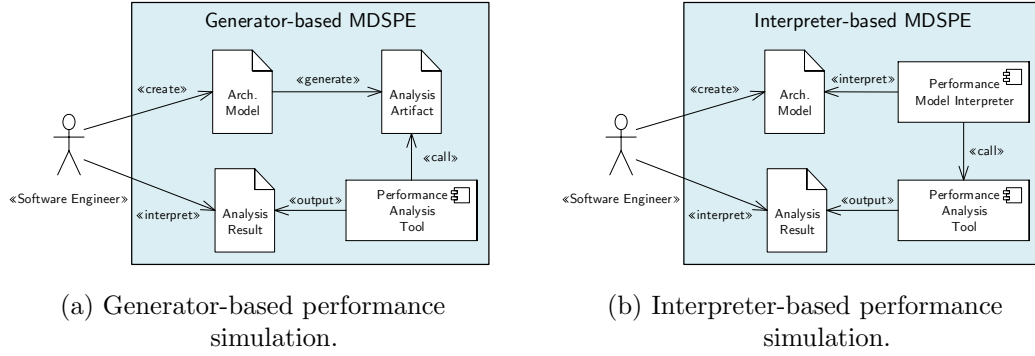 Generator-based MDSPE
«create»
Arch.
Model
«generate»
Analysis
Artifact
«call»
«Software Engineer»
«interpret»
Analysis
Result
«output»
Performance
Analysis
Tool
(a) Generator-based performance
simulation.
Interpreter-based MDSPE
«create»
Arch.
Model
«interpret»
Performance
Model Interpreter
«call»
«Software Engineer»
«interpret»
Analysis
Result
«output»
Performance
Analysis
Tool
(b) Interpreter-based performance
simulation.